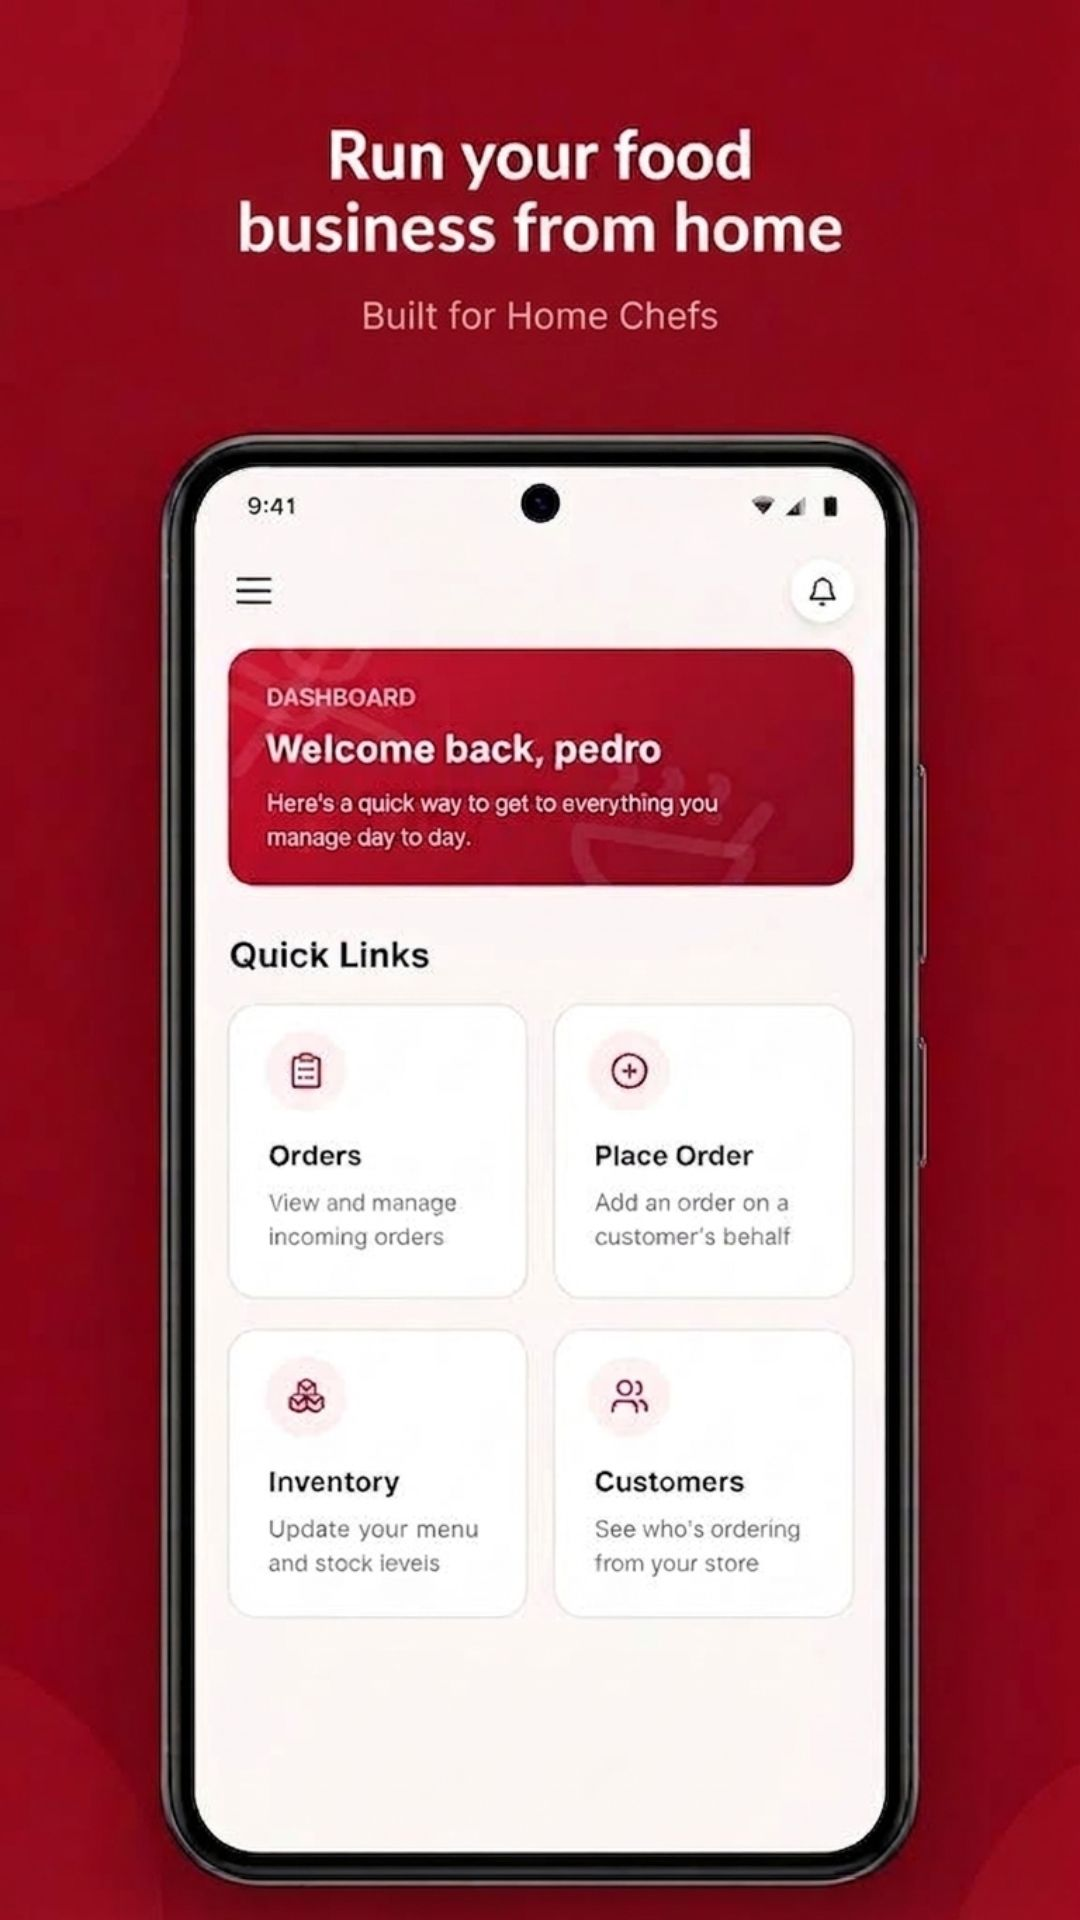 Run your food
business from home
Built for Home Chefs
9:41
DASHBOARD
Welcome back, pedro
Here's a quick way to get to everything you
manage day to day.
Quick Links
Orders
View and manage
incoming orders
Place Order
Add an order on a
customer's behalf
Inventory
Update your menu
and stock levels
Customers
See who's ordering
from your store